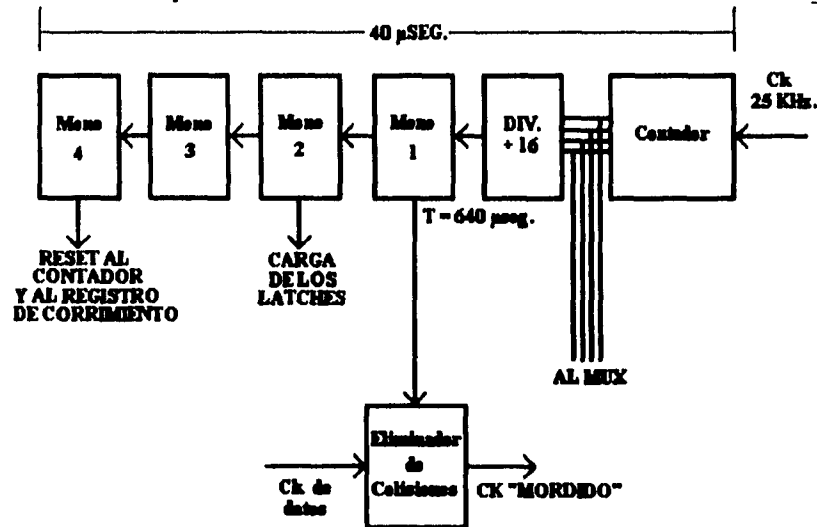 40 µSEG.
Ck
25 KHz.
Mono
4
Mono
3
Mono
2
Mono
1
DIV.
÷ 16
Contador
T = 640 µseg.
RESET AL
CONTADOR
Y AL REGISTRO
DE CORRIMIENTO
CARGA
DE LOS
LATCHES
AL MUX
Eliminador
de
Colisiones
Ck de
datos
CK "MORDIDO"